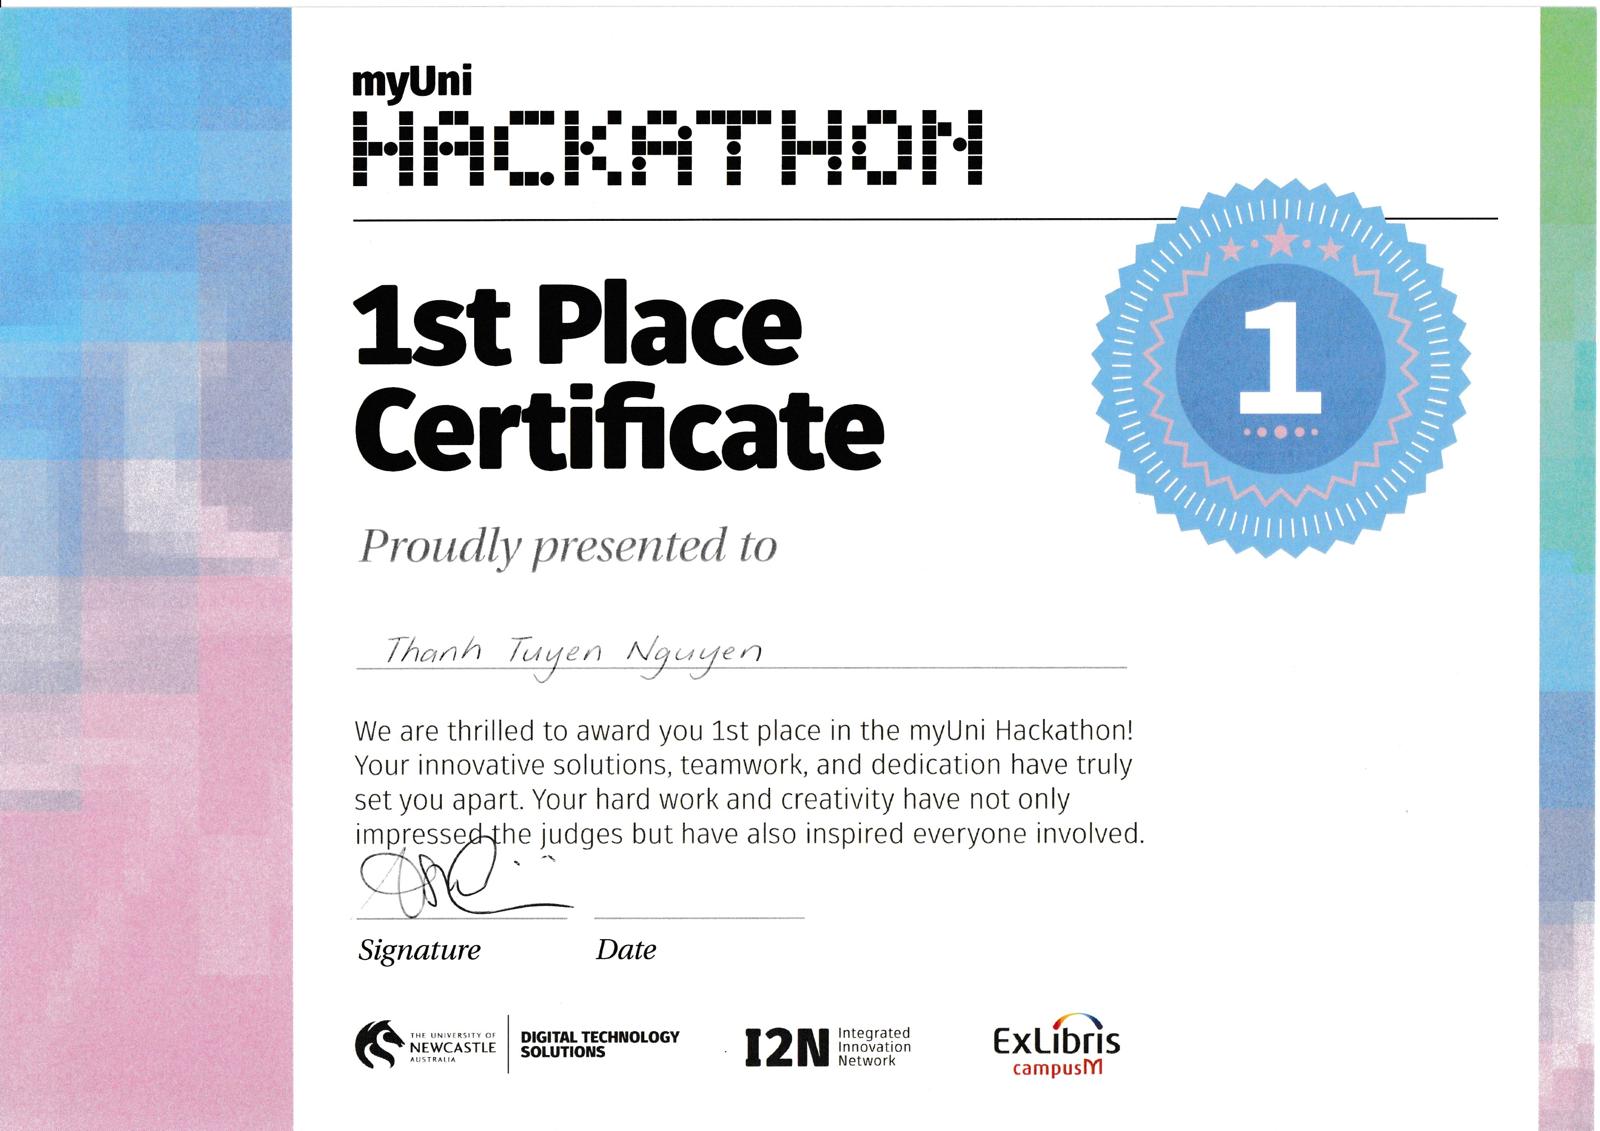 myUni
HACKATHON
1st Place
Certificate
1
Proudly presented to
Thanh Tuyen Nguyen
We are thrilled to award you 1st place in the myUni Hackathon!
Your innovative solutions, teamwork, and dedication have truly
set you apart. Your hard work and creativity have not only
impressed the judges but have also inspired everyone involved.
Signature
Date
THE UNIVERSITY OF
NEWCASTLE
AUSTRALIA
DIGITAL TECHNOLOGY
SOLUTIONS
I2N
Integrated
Innovation
Network
ExLibris
campusM